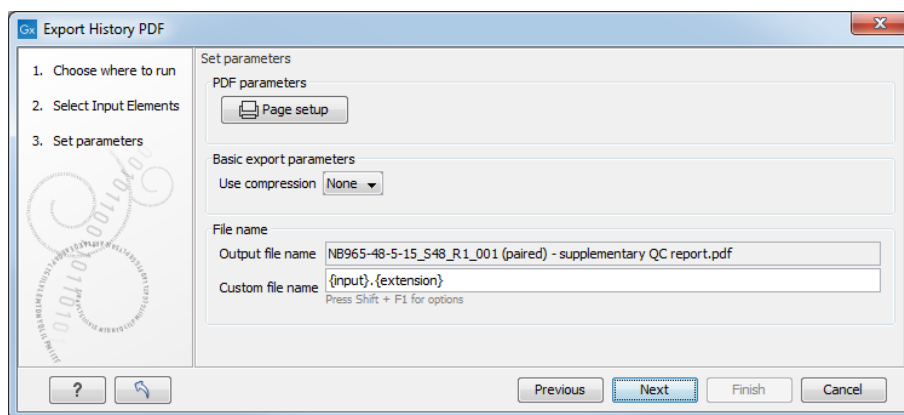 Gx Export History PDF
X
1. Choose where to run
2. Select Input Elements
3. Set parameters
Set parameters
PDF parameters
Page setup
Basic export parameters
Use compression None
File name
Output file name NB965-48-5-15_S48_R1_001 (paired) - supplementary QC report.pdf
Custom file name {input}.{extension}
Press Shift + F1 for options
? Previous Next Finish Cancel